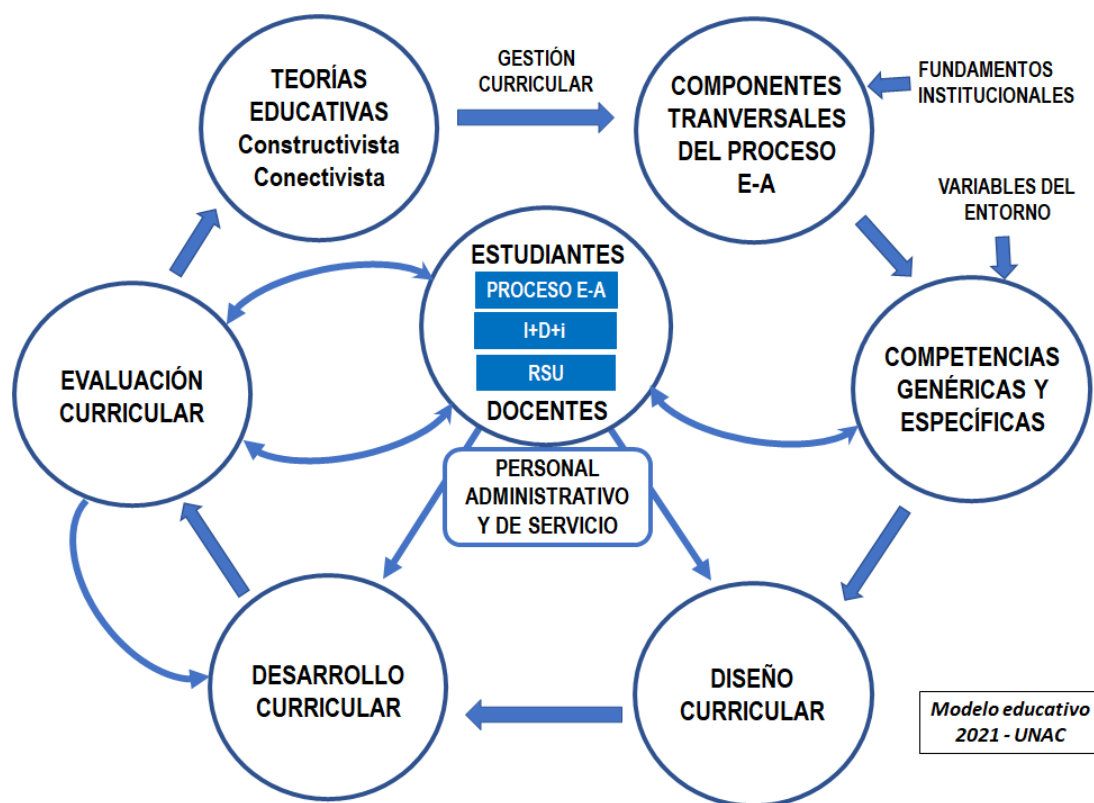 TEORÍAS
EDUCATIVAS
Constructivista
Conectivista
GESTIÓN
CURRICULAR
COMPONENTES
TRANVERSALES
DEL PROCESO
E-A
FUNDAMENTOS
INSTITUCIONALES
VARIABLES DEL
ENTORNO
ESTUDIANTES
PROCESO E-A
I+D+i
RSU
DOCENTES
PERSONAL
ADMINISTRATIVO
Y DE SERVICIO
EVALUACIÓN
CURRICULAR
COMPETENCIAS
GENÉRICAS Y
ESPECÍFICAS
DESARROLLO
CURRICULAR
DISEÑO
CURRICULAR
Modelo educativo
2021 - UNAC